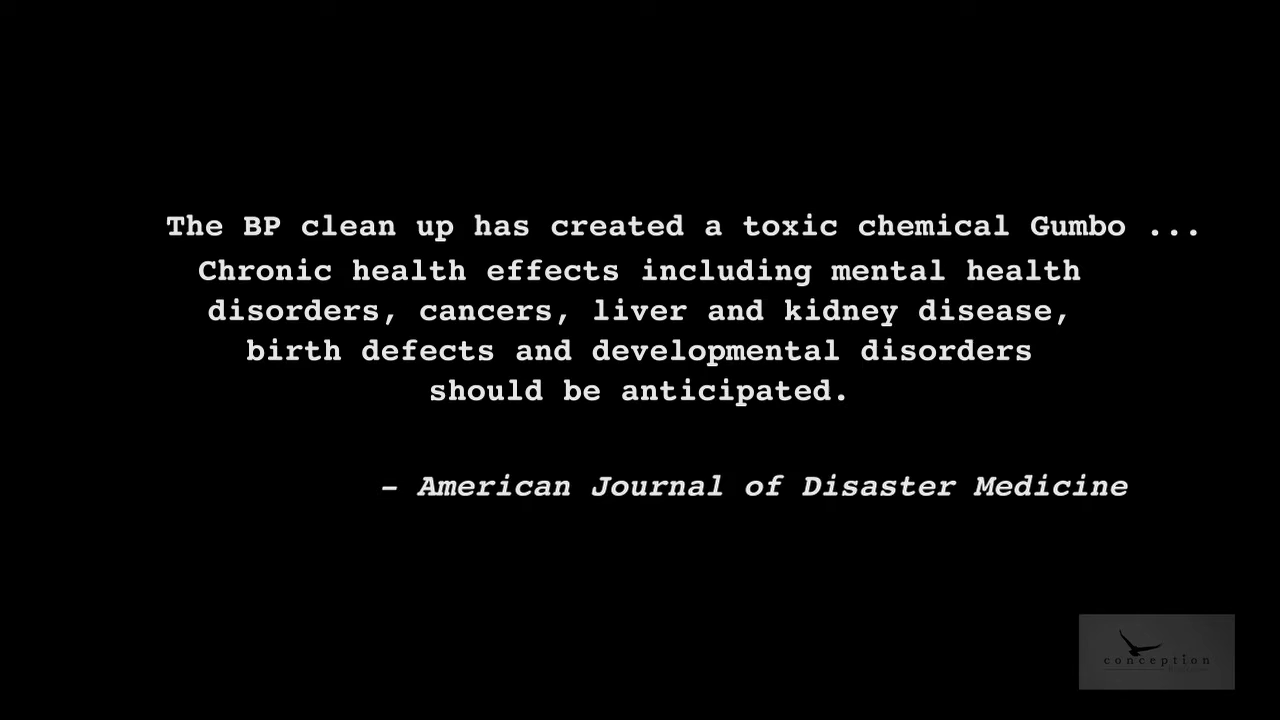 The BP clean up has created a toxic chemical Gumbo ...
Chronic health effects including mental health
disorders, cancers, liver and kidney disease,
birth defects and developmental disorders
should be anticipated.
– American Journal of Disaster Medicine
conception